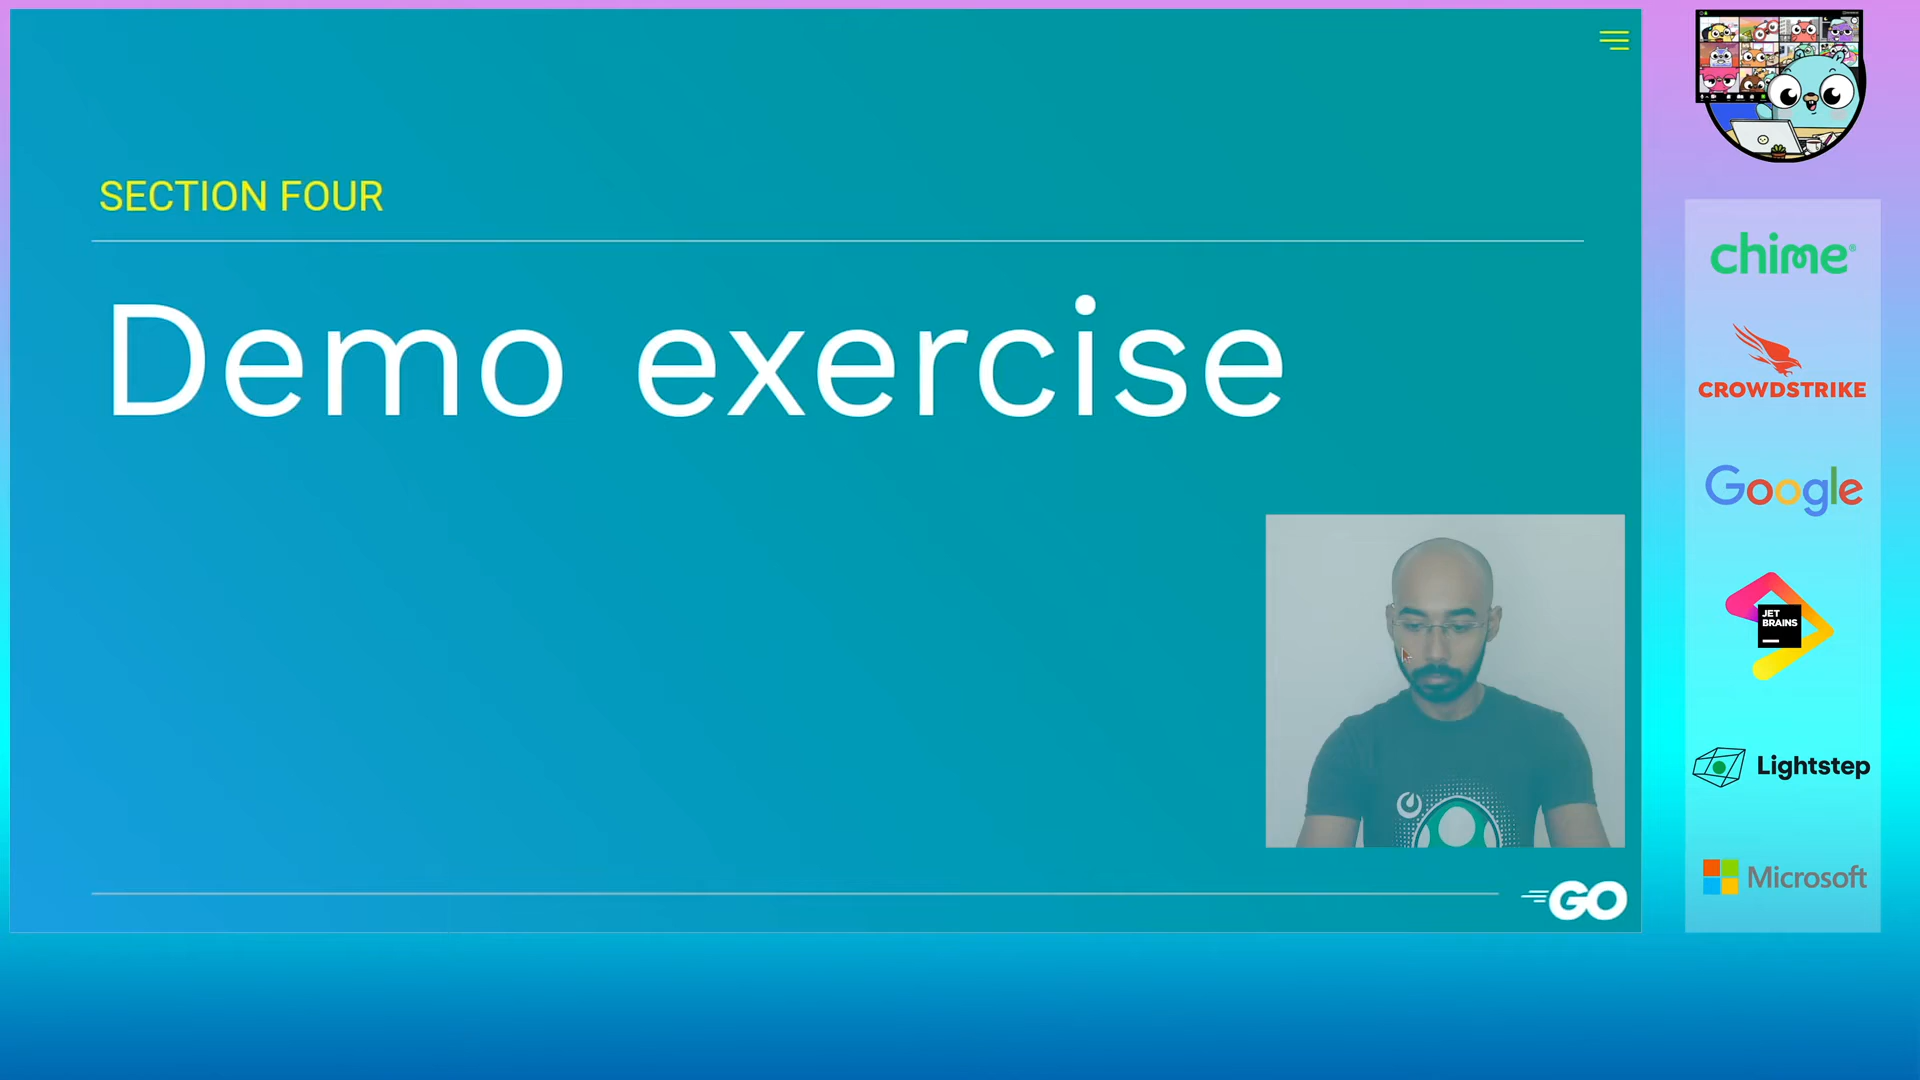 SECTION FOUR
Demo exercise
GO
chime®
CROWDSTRIKE
Google
JET
BRAINS
Lightstep
Microsoft